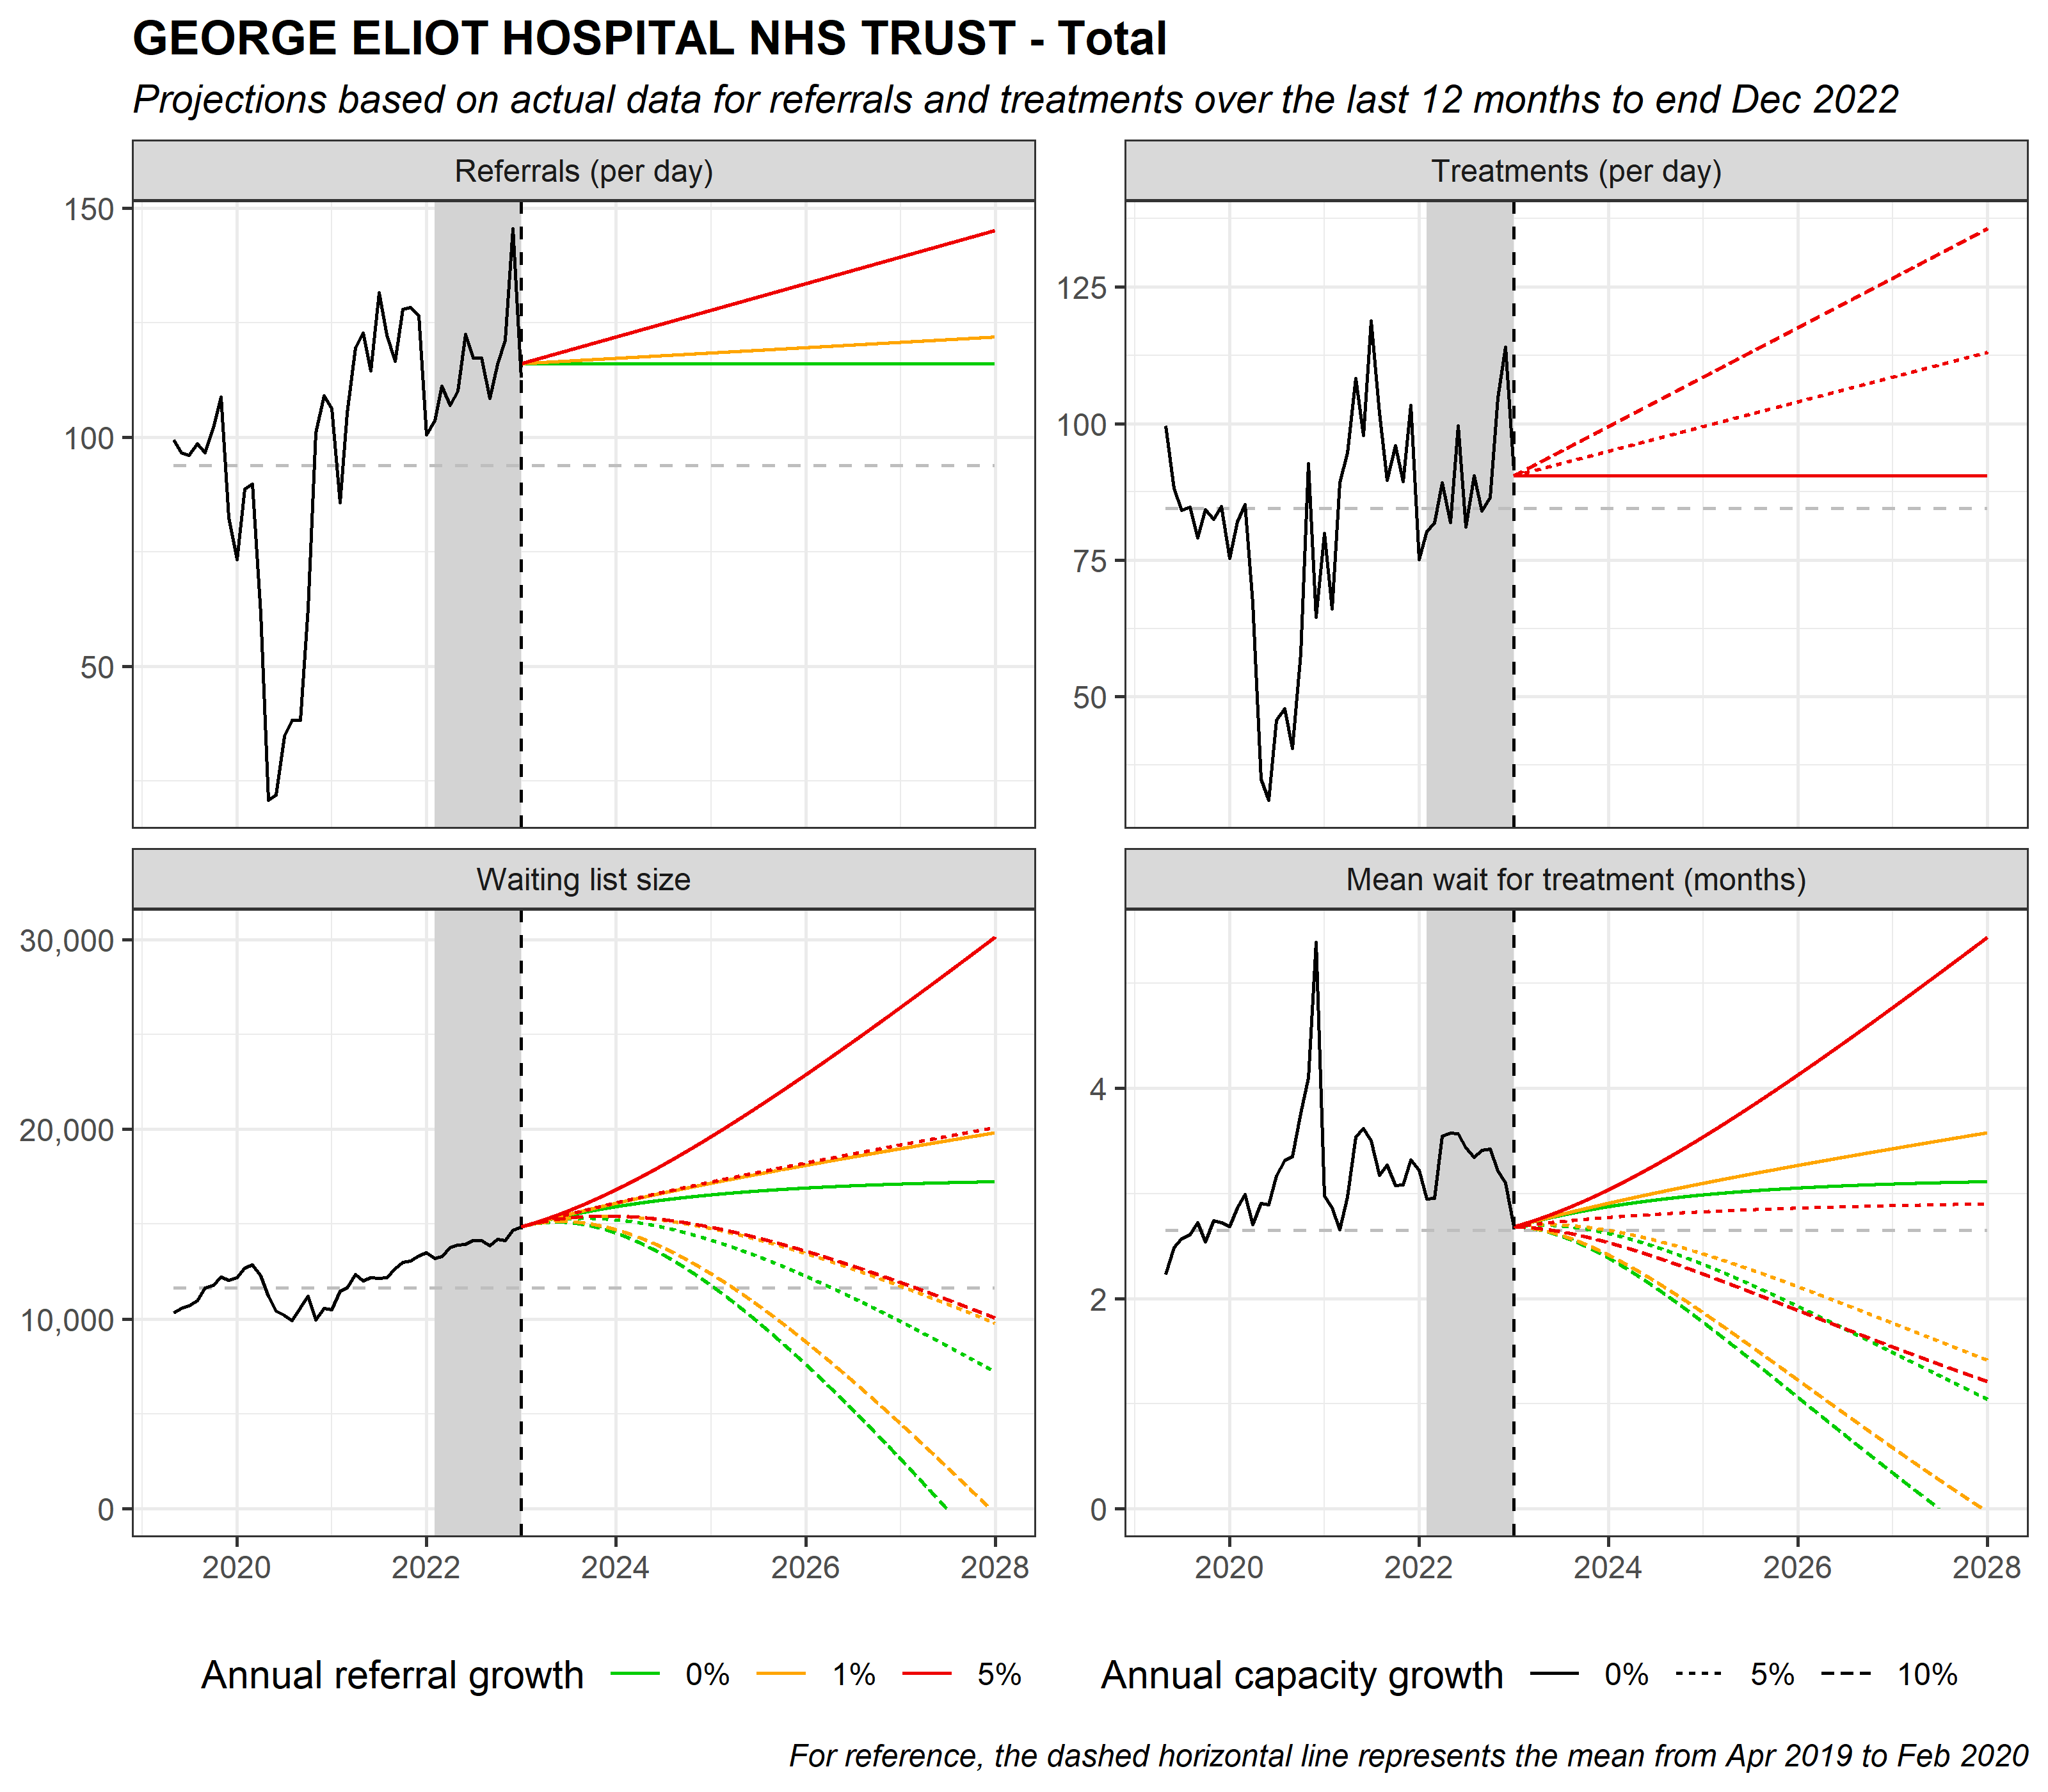 GEORGE ELIOT HOSPITAL NHS TRUST - Total
Projections based on actual data for referrals and treatments over the last 12 months to end Dec 2022
Referrals (per day)
150
100
50
Treatments (per day)
125
100
75
50
Waiting list size
30,000
20,000
10,000
0
2020 2022 2024 2026 2028
Mean wait for treatment (months)
4
2
0
2020 2022 2024 2026 2028
Annual referral growth 0% 1% 5%
Annual capacity growth 0% 5% 10%
For reference, the dashed horizontal line represents the mean from Apr 2019 to Feb 2020